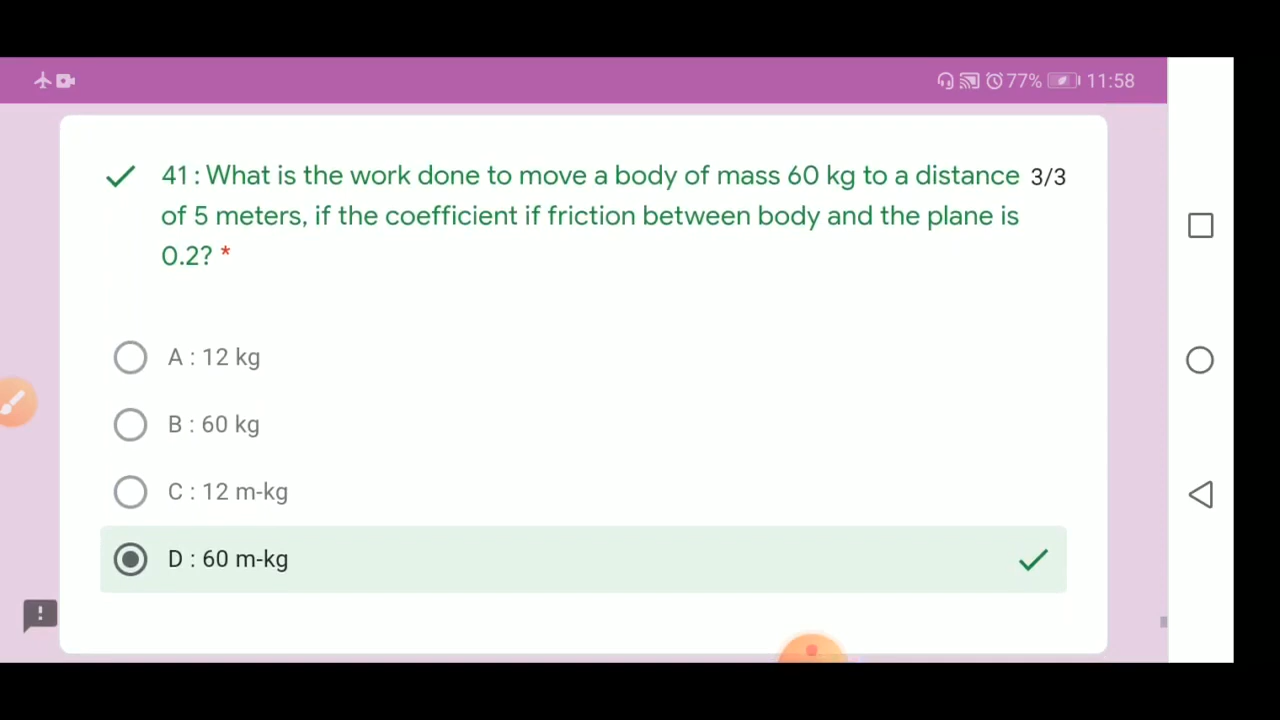 77% 11:58
41 : What is the work done to move a body of mass 60 kg to a distance 3/3
of 5 meters, if the coefficient if friction between body and the plane is
0.2? *
A : 12 kg
B : 60 kg
C : 12 m-kg
D : 60 m-kg